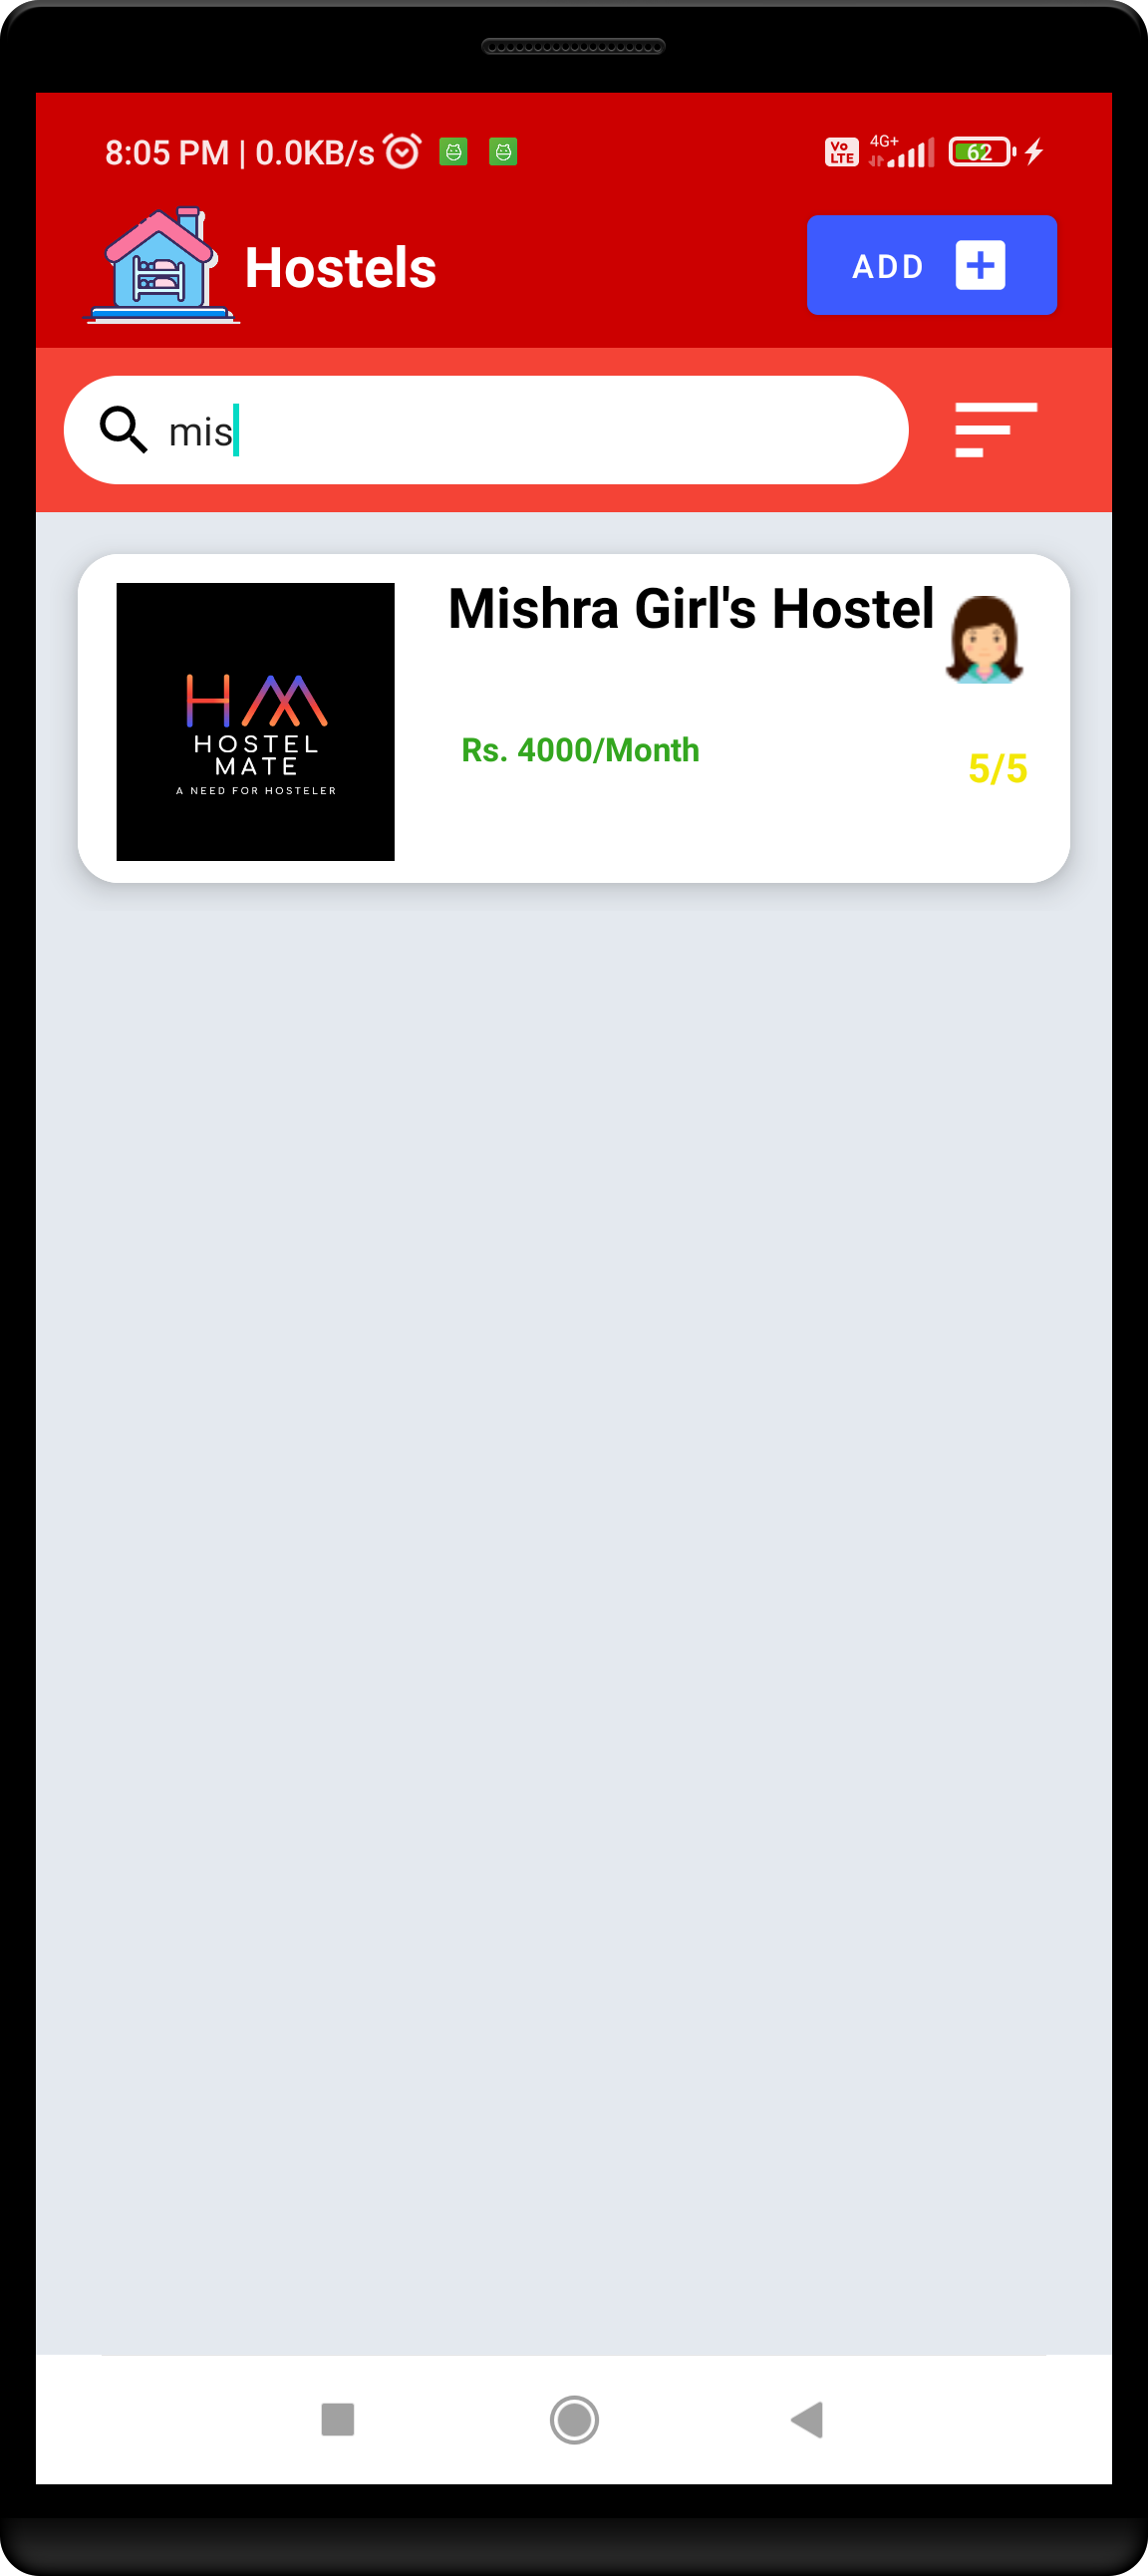 8:05 PM | 0.0KB/s
Vo LTE 4G+ 62
Hostels
ADD
mis
Mishra Girl's Hostel
HM
HOSTEL
MATE
A NEED FOR HOSTELER
Rs. 4000/Month
5/5